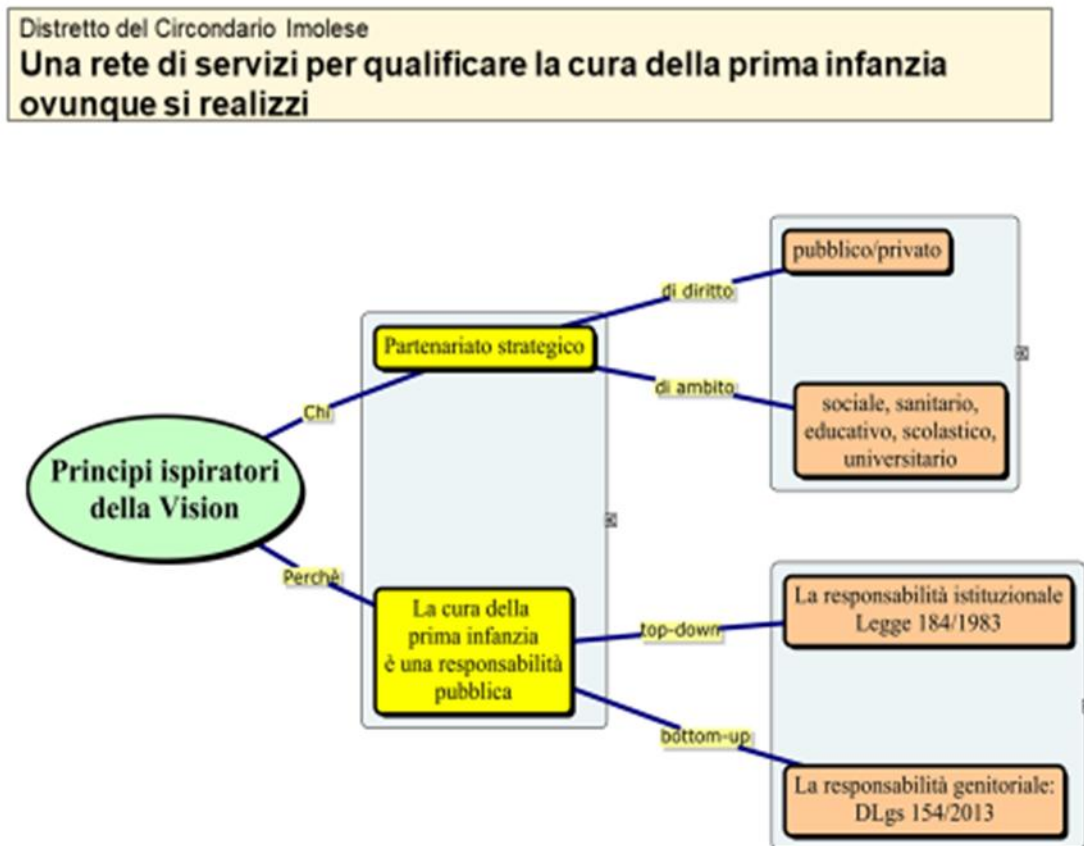 Distretto del Circondario Imolese
Una rete di servizi per qualificare la cura della prima infanzia
ovunque si realizzi
Principi ispiratori
della Vision
Chi
Partenariato strategico
di diritto
pubblico/privato
di ambito
sociale, sanitario,
educativo, scolastico,
universitario
Perchè
La cura della
prima infanzia
è una responsabilità
pubblica
top-down
La responsabilità istituzionale
Legge 184/1983
bottom-up
La responsabilità genitoriale:
DLgs 154/2013